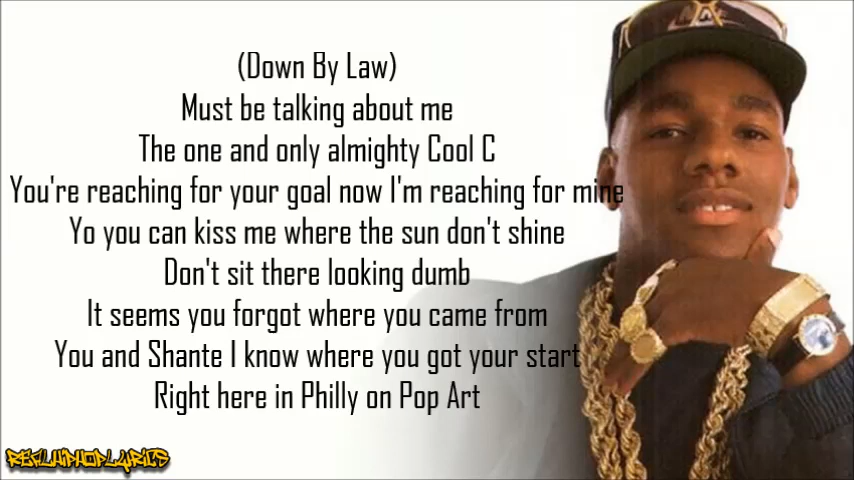 (Down By Law)
Must be talking about me
The one and only almighty Cool C
You're reaching for your goal now I'm reaching for mine
Yo you can kiss me where the sun don't shine
Don't sit there looking dumb
It seems you forgot where you came from
You and Shante I know where you got your start
Right here in Philly on Pop Art
REALHIPHOPLYRICS